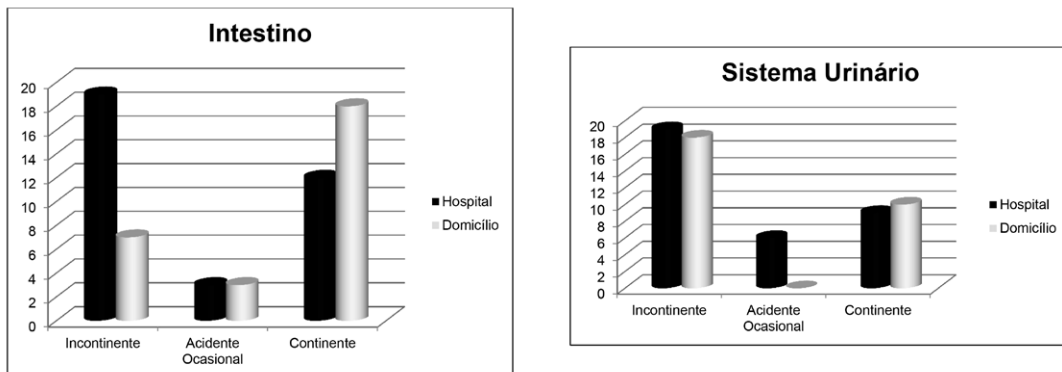 Intestino
20
18
16
14
12
10
8
6
4
2
0
Incontinente
Acidente
Ocasional
Continente
Hospital
Domicílio
Sistema Urinário
20
18
16
14
12
10
8
6
4
2
0
Incontinente
Acidente
Ocasional
Continente
Hospital
Domicílio